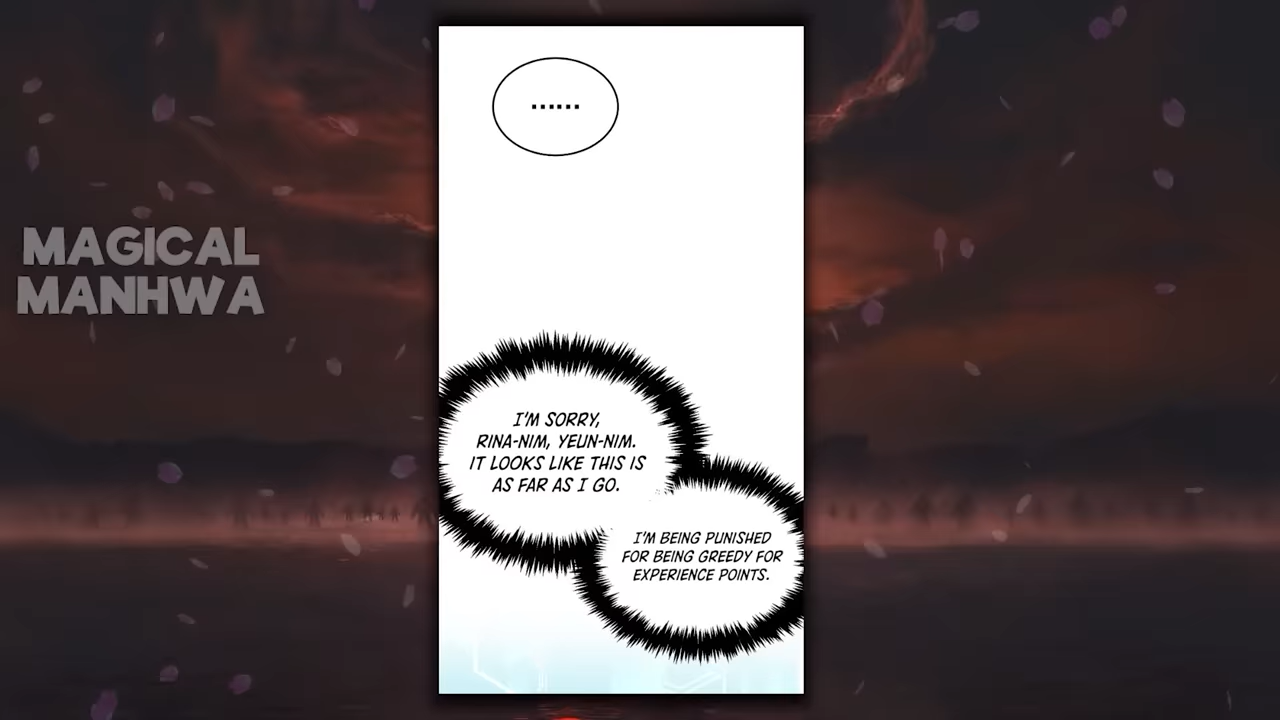 MAGICAL
MANHWA
......
I'M SORRY,
RINA-NIM, YEUN-NIM.
IT LOOKS LIKE THIS IS
AS FAR AS I GO.
I'M BEING PUNISHED
FOR BEING GREEDY FOR
EXPERIENCE POINTS.